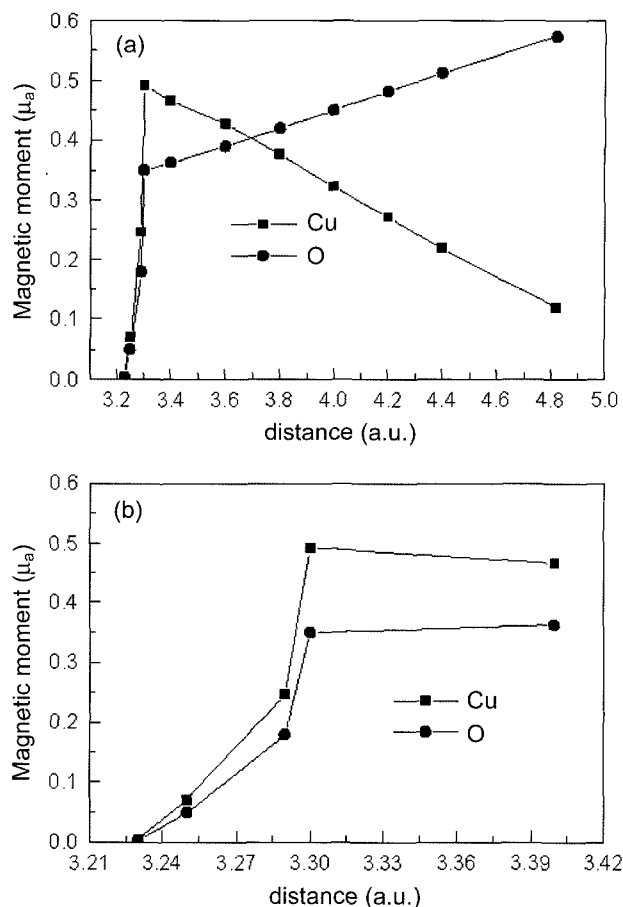 (a)
0.6
0.5
0.4
0.3
0.2
0.1
0.0
Magnetic moment (μa)
Cu
O
3.2 3.4 3.6 3.8 4.0 4.2 4.4 4.6 4.8 5.0
distance (a.u.)
(b)
0.6
0.5
0.4
0.3
0.2
0.1
0.0
Magnetic moment (μa)
Cu
O
3.21 3.24 3.27 3.30 3.33 3.36 3.39 3.42
distance (a.u.)